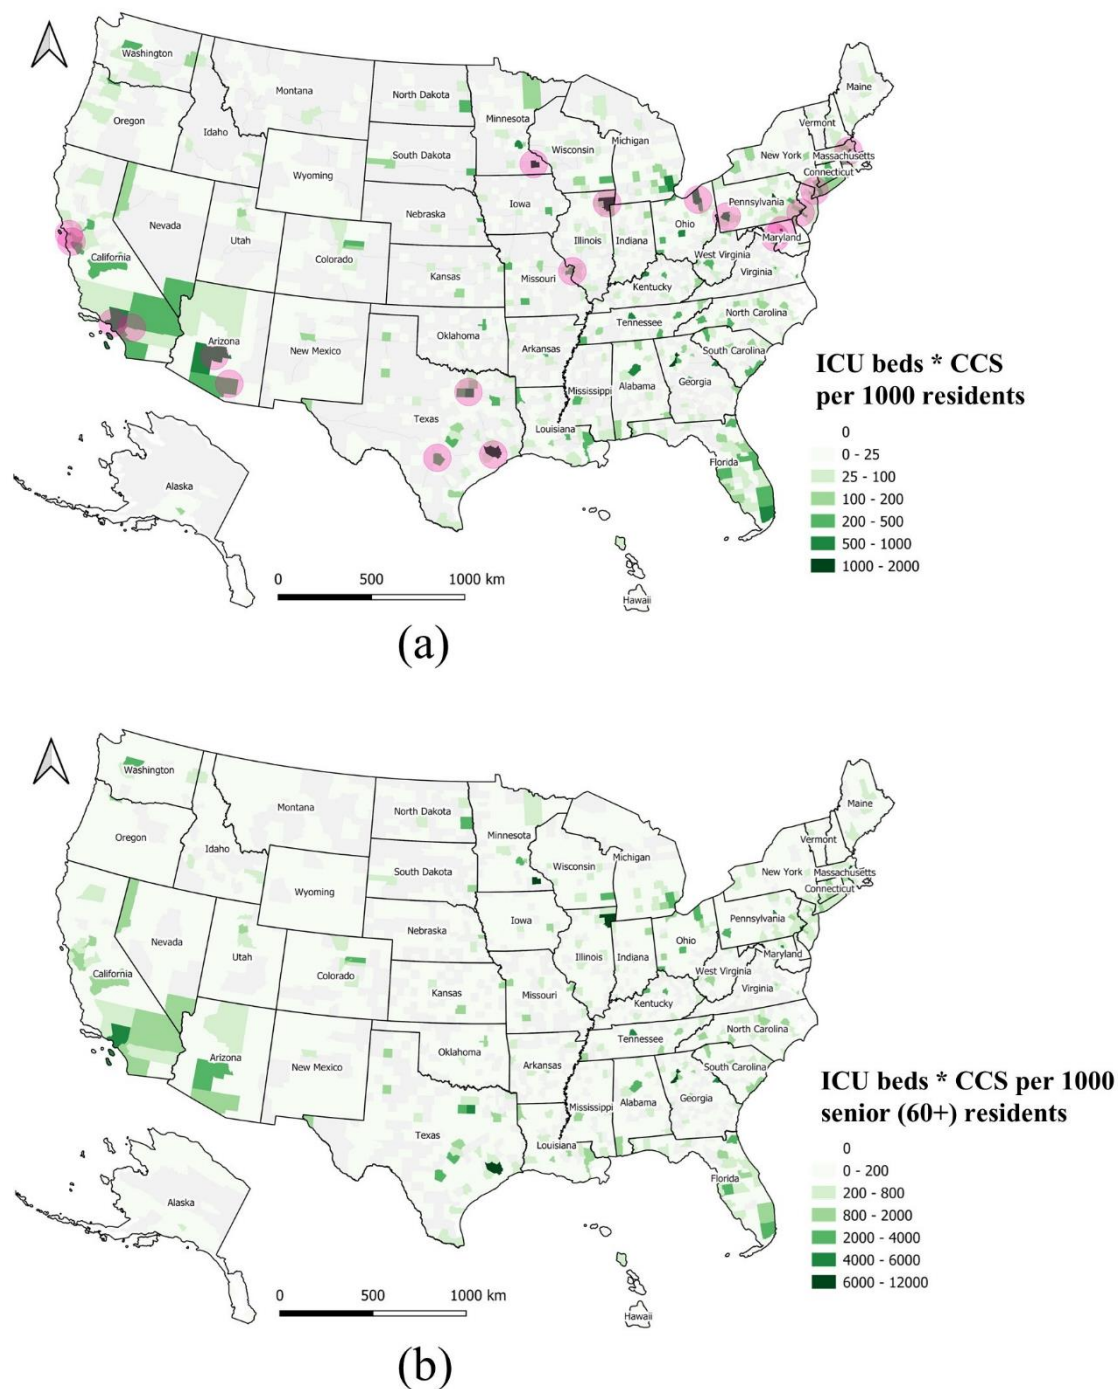 Washington
Montana
North Dakota
Minnesota
Maine
Oregon
Idaho
South Dakota
Wisconsin
Michigan
Vermont
New York
Massachusetts
Connecticut
Wyoming
Nebraska
Iowa
Pennsylvania
Nevada
Utah
Colorado
Illinois
Indiana
Ohio
Maryland
California
Kansas
Missouri
West Virginia
Virginia
Kentucky
Arizona
New Mexico
Oklahoma
Arkansas
Tennessee
North Carolina
South Carolina
Texas
Mississippi
Alabama
Georgia
Louisiana
Florida
4
Alaska
Hawaii
0 500 1000 km
ICU beds * CCS
per 1000 residents
0
0 - 25
25 - 100
100 - 200
200 - 500
500 - 1000
1000 - 2000
(a)
Washington
Montana
North Dakota
Minnesota
Maine
Oregon
Idaho
South Dakota
Wisconsin
Michigan
Vermont
New York
Massachusetts
Connecticut
Wyoming
Nebraska
Iowa
Pennsylvania
Nevada
Utah
Colorado
Illinois
Indiana
Ohio
Maryland
California
Kansas
Missouri
West Virginia
Virginia
Kentucky
Arizona
New Mexico
Oklahoma
Arkansas
Tennessee
North Carolina
South Carolina
Texas
Mississippi
Alabama
Georgia
Louisiana
Florida
4
Alaska
Hawaii
0 500 1000 km
ICU beds * CCS per 1000
senior (60+) residents
0
0 - 200
200 - 800
800 - 2000
2000 - 4000
4000 - 6000
6000 - 12000
(b)